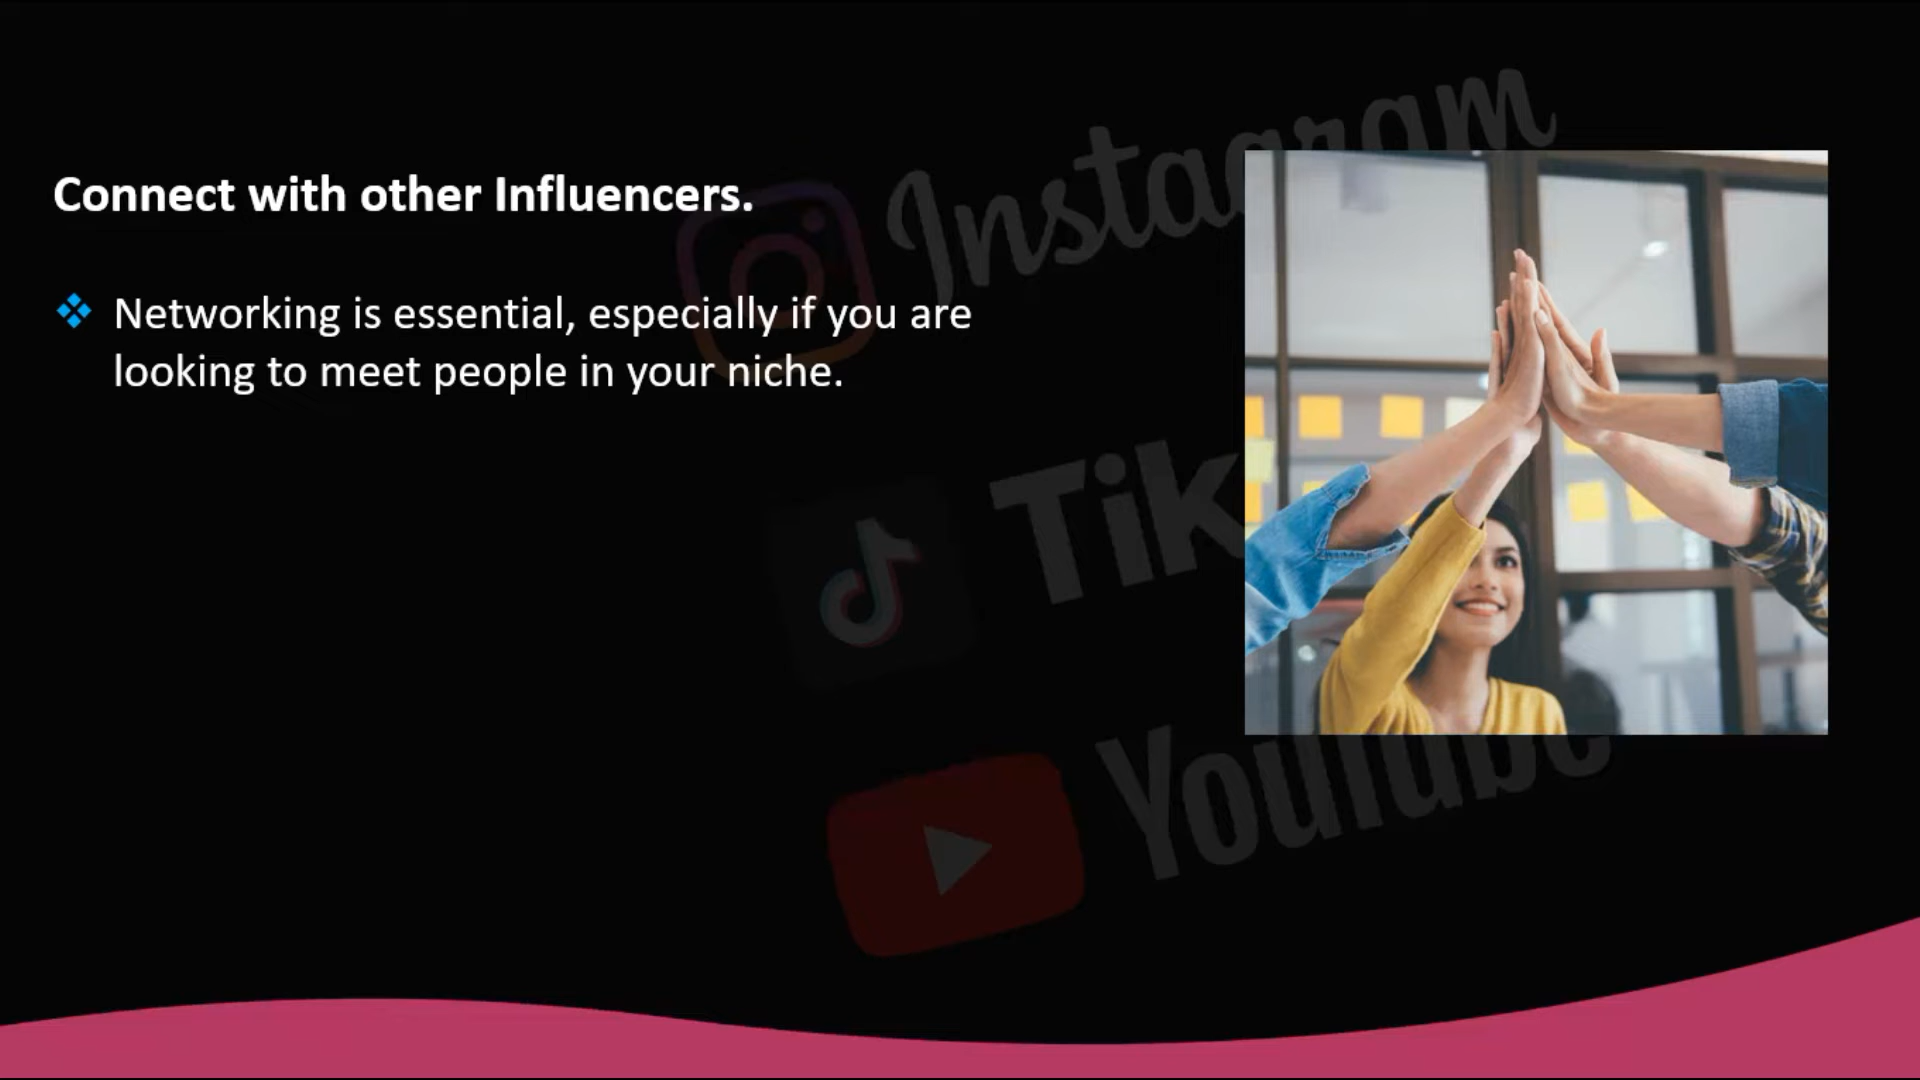 Connect with other Influencers.
Networking is essential, especially if you are
looking to meet people in your niche.
Instagram
Tik
YouTube